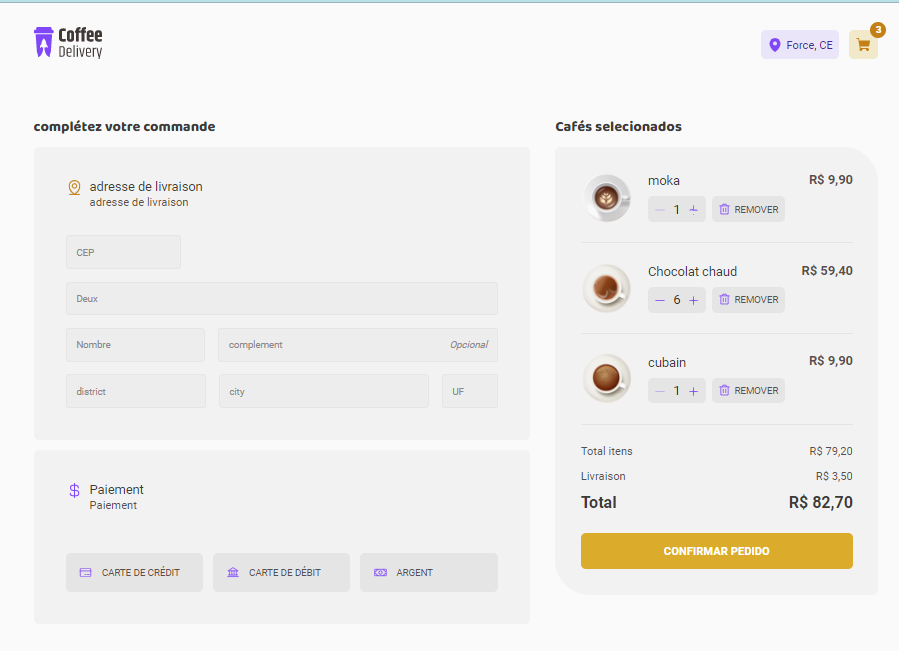 Coffee
Delivery
Force, CE
3
complétez votre commande
adresse de livraison
adresse de livraison
CEP
Deux
Nombre
complement
Opcional
district
city
UF
Paiement
Paiement
CARTE DE CRÉDIT
CARTE DE DÉBIT
ARGENT
Cafés selecionados
moka
R$ 9,90
1
REMOVER
Chocolat chaud
R$ 59,40
6
REMOVER
cubain
R$ 9,90
1
REMOVER
Total itens
R$ 79,20
Livraison
R$ 3,50
Total
R$ 82,70
CONFIRMAR PEDIDO